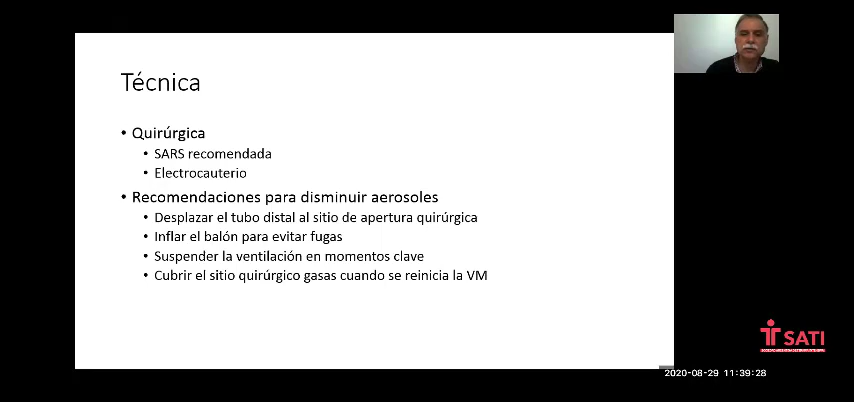 Técnica
• Quirúrgica
• SARS recomendada
• Electrocauterio
• Recomendaciones para disminuir aerosoles
• Desplazar el tubo distal al sitio de apertura quirúrgica
• Inflar el balón para evitar fugas
• Suspender la ventilación en momentos clave
• Cubrir el sitio quirúrgico gasas cuando se reinicia la VM
SATI
2020-08-29 11:39:28